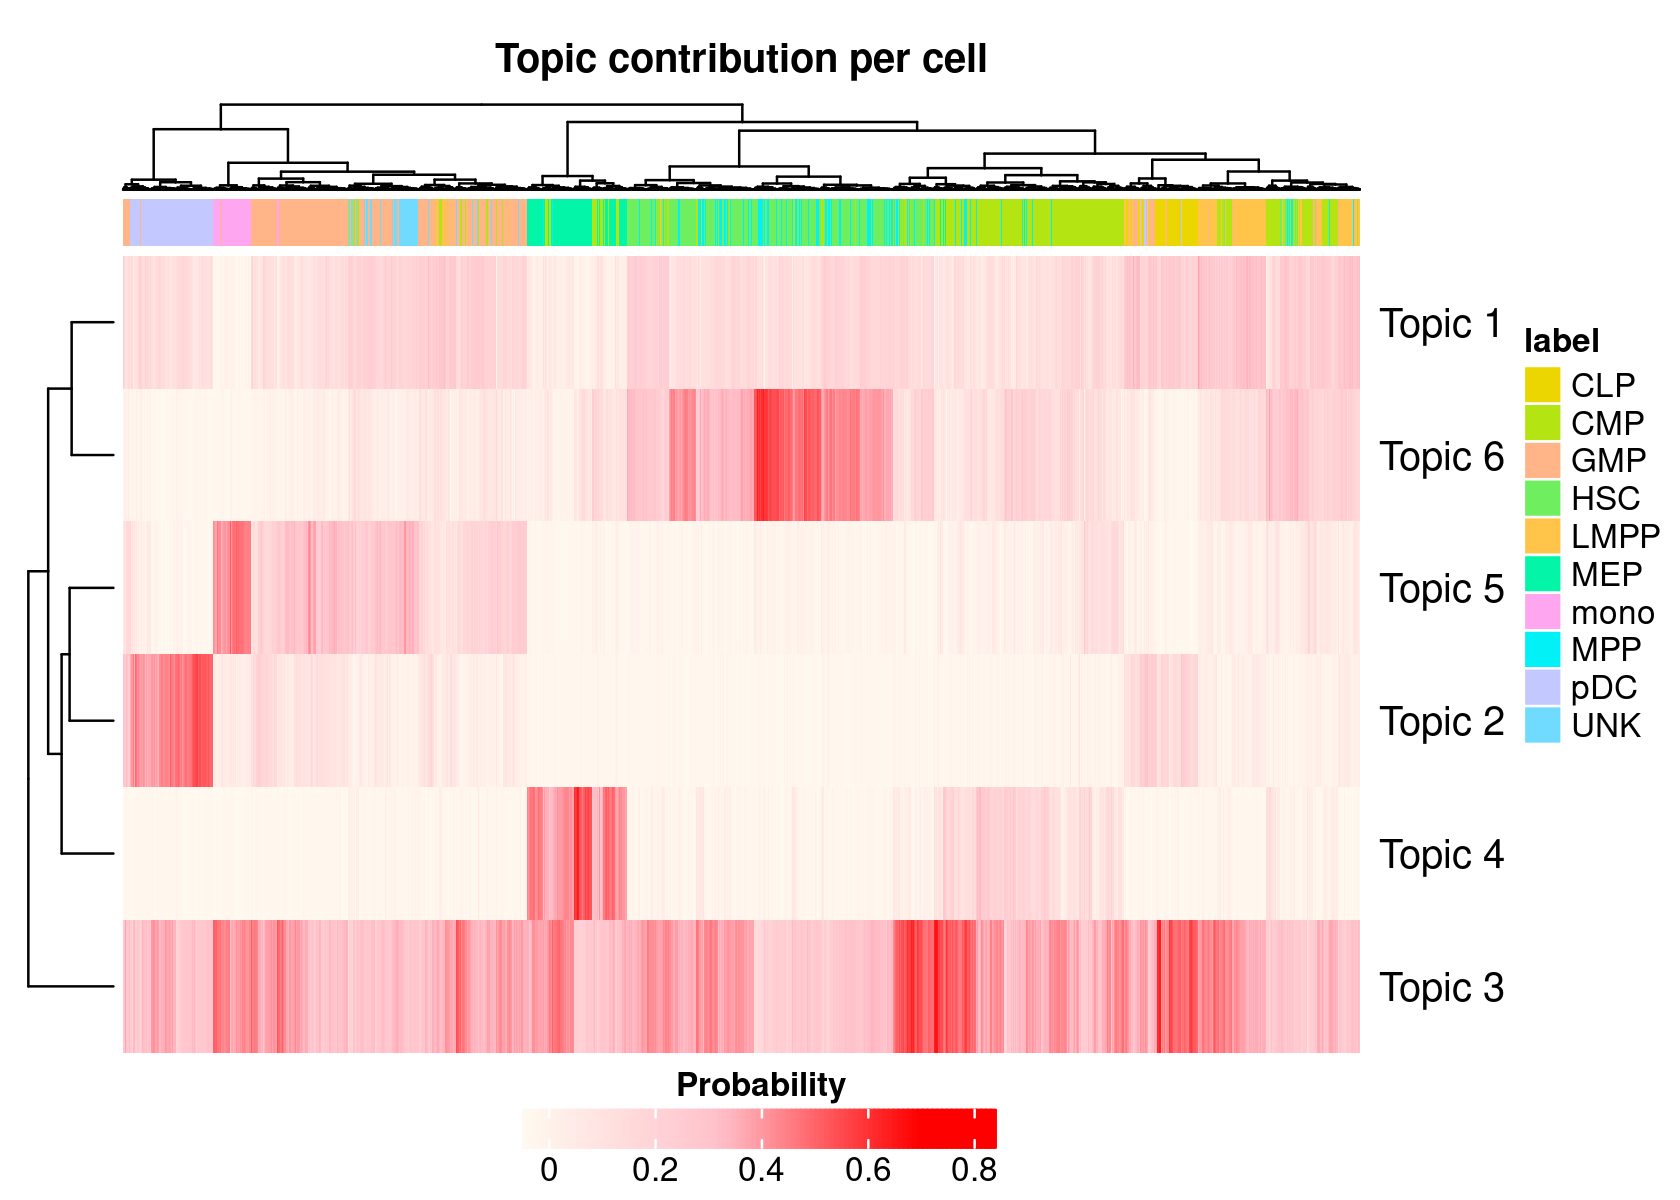 Topic contribution per cell
Topic 1
Topic 6
Topic 5
Topic 2
Topic 4
Topic 3
label
CLP
CMP
GMP
HSC
LMPP
MEP
mono
MPP
pDC
UNK
Probability
0 0.2 0.4 0.6 0.8